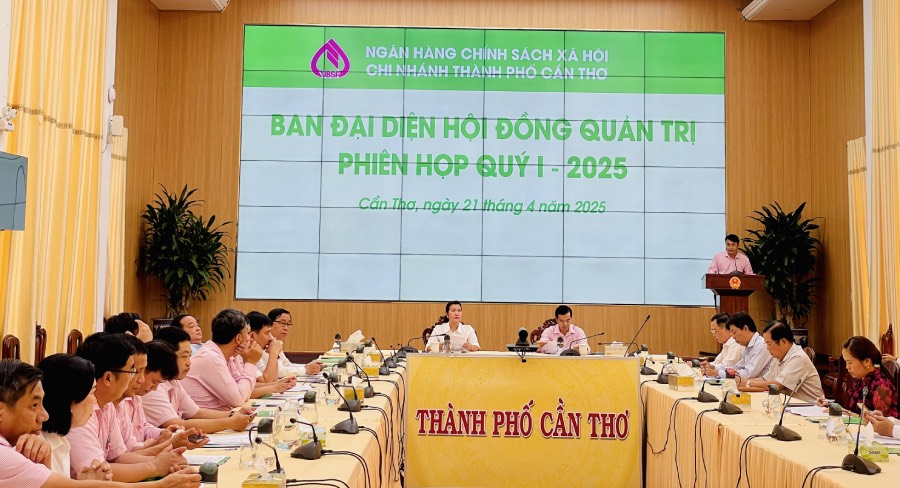 NGÂN HÀNG CHÍNH SÁCH XÃ HỘI
CHI NHÁNH THÀNH PHỐ CẦN THƠ
VBSP
BAN ĐẠI DIỆN HỘI ĐỒNG QUẢN TRỊ
PHIÊN HỌP QUÝ I - 2025
Cần Thơ, ngày 21 tháng 4 năm 2025
THÀNH PHỐ CẦN THƠ